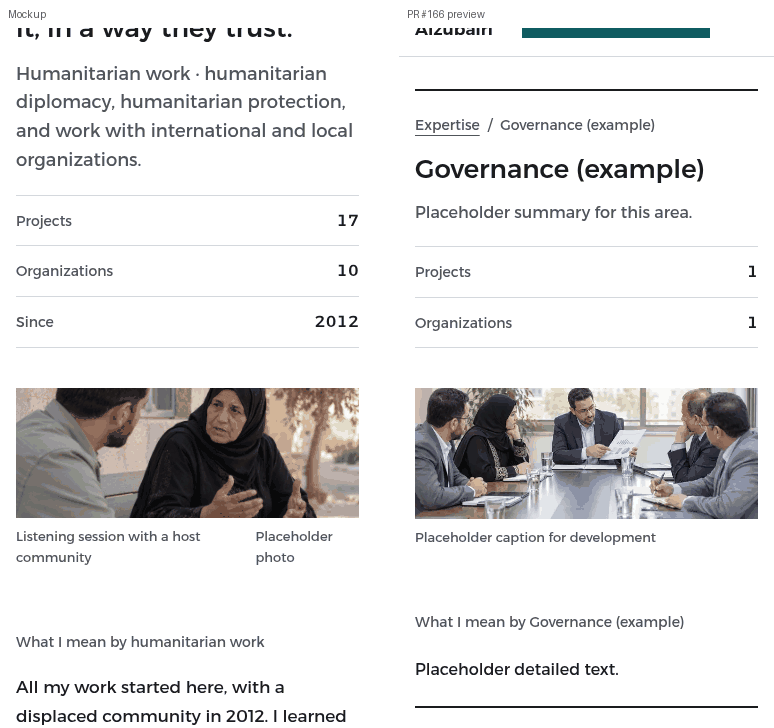 Mockup
it, in a way they trust.
Humanitarian work · humanitarian
diplomacy, humanitarian protection,
and work with international and local
organizations.
Projects 17
Organizations 10
Since 2012
Listening session with a host
community
Placeholder
photo
What I mean by humanitarian work
All my work started here, with a
displaced community in 2012. I learned
PR #166 preview
Alzubairi
Expertise / Governance (example)
Governance (example)
Placeholder summary for this area.
Projects 1
Organizations 1
Placeholder caption for development
What I mean by Governance (example)
Placeholder detailed text.